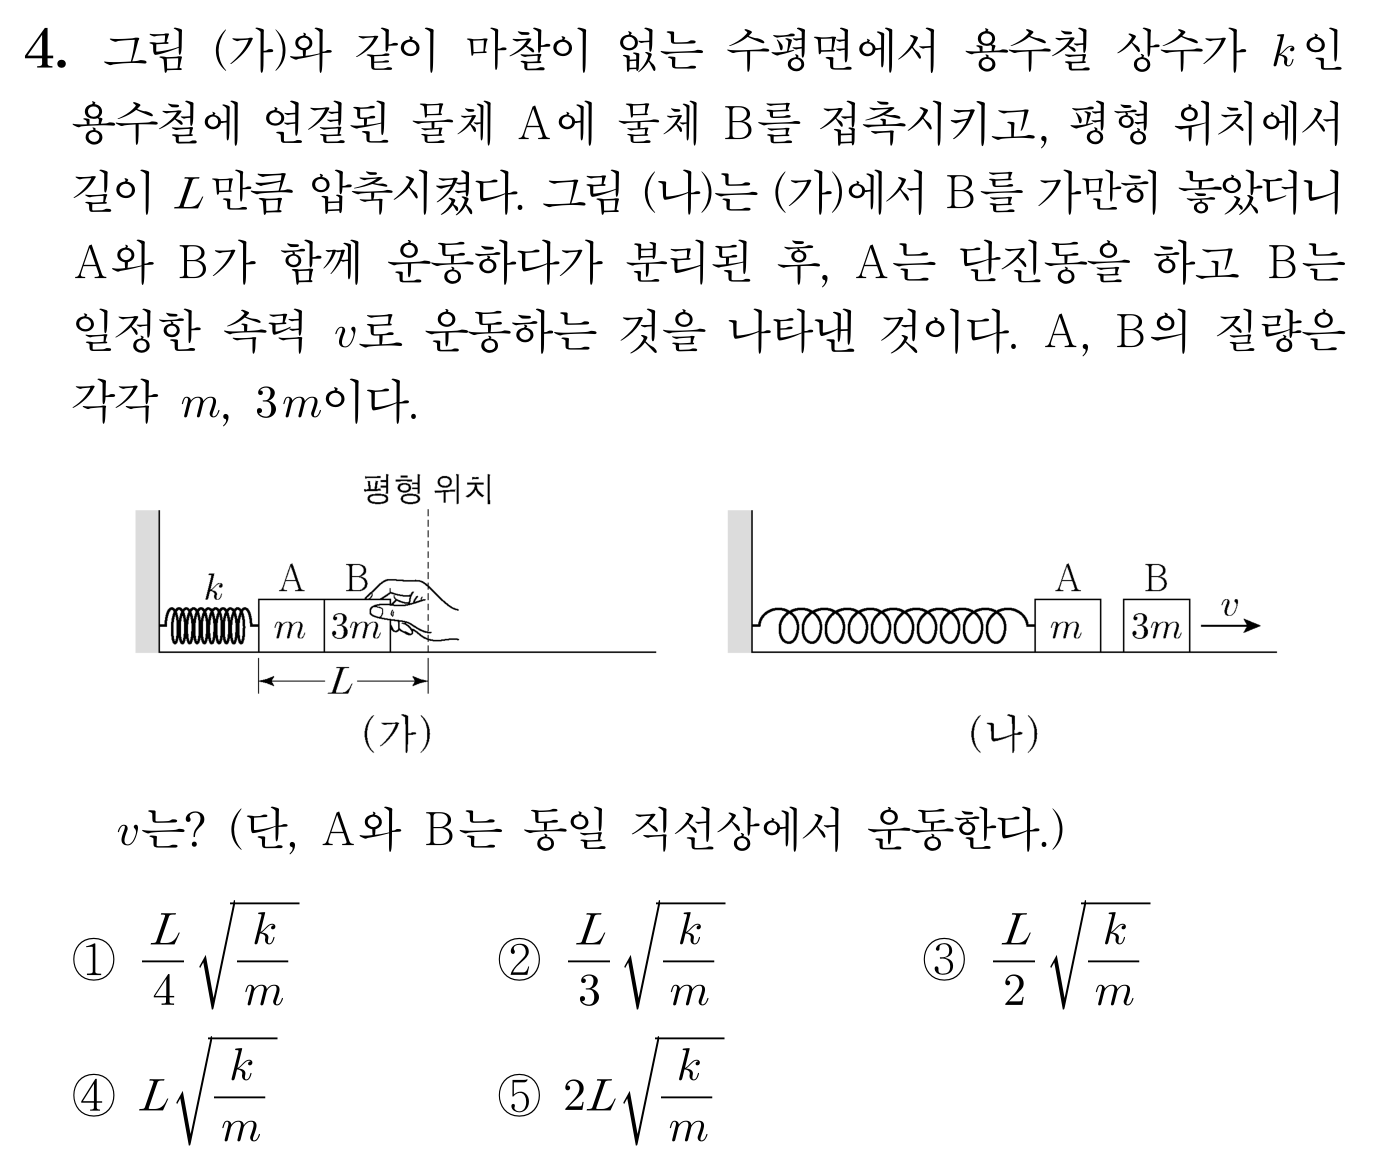 4. 그림 (가)와 같이 마찰이 없는 수평면에서 용수철 상수가 k인
용수철에 연결된 물체 A에 물체 B를 접촉시키고, 평형 위치에서
길이 L만큼 압축시켰다. 그림 (나)는 (가)에서 B를 가만히 놓았더니
A와 B가 함께 운동하다가 분리된 후, A는 단진동을 하고 B는
일정한 속력 v로 운동하는 것을 나타낸 것이다. A, B의 질량은
각각 m, 3m이다.
평형 위치
k A B
m 3m
L
(가)
A B
m 3m v
(나)
v는? (단, A와 B는 동일 직선상에서 운동한다.)
① L/4 √(k/m) ② L/3 √(k/m) ③ L/2 √(k/m)
④ L√(k/m) ⑤ 2L√(k/m)